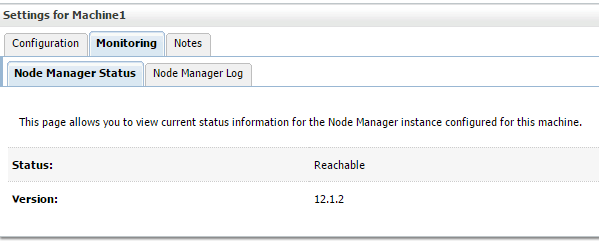 Settings for Machine1
Configuration Monitoring Notes
Node Manager Status Node Manager Log
This page allows you to view current status information for the Node Manager instance configured for this machine.
Status: Reachable
Version: 12.1.2